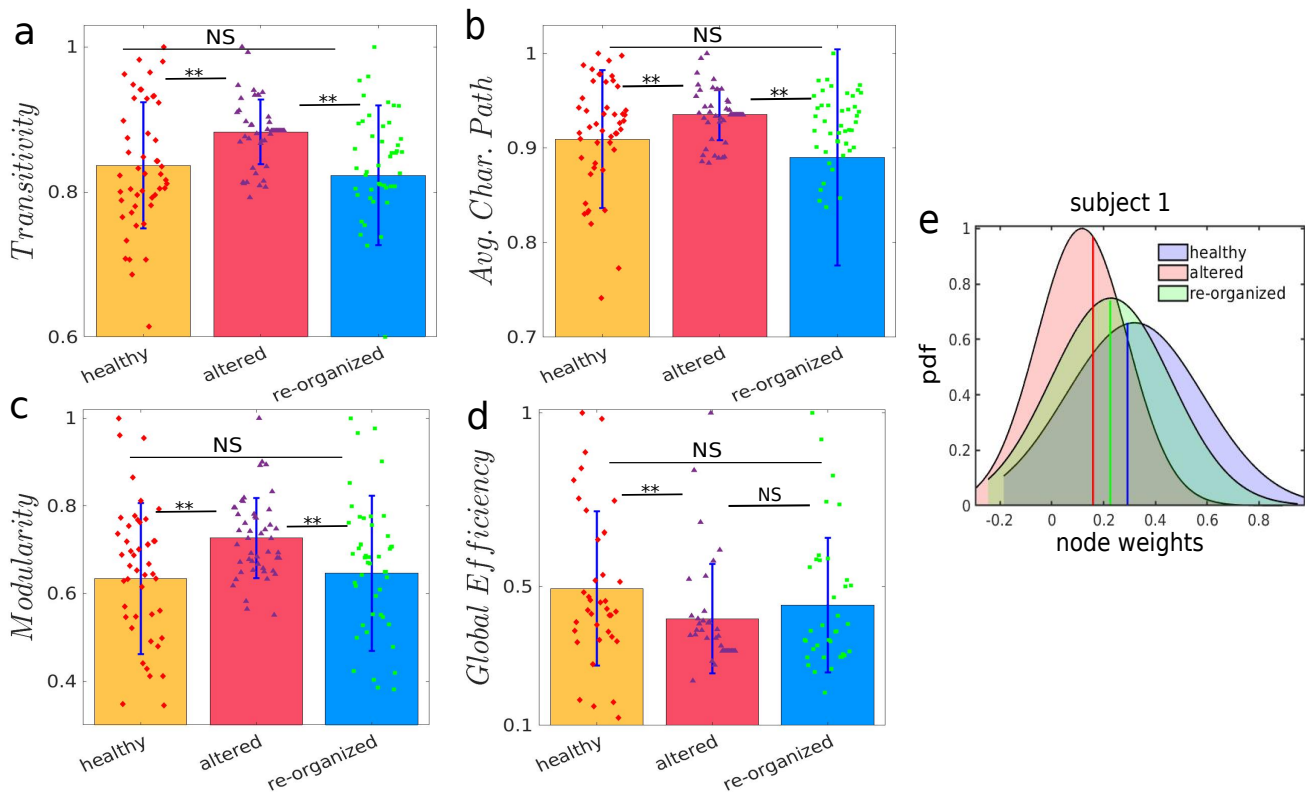 a
Transitivity
1
0.8
0.6
NS
**
**
healthy
altered
re-organized
b
Avg. Char. Path
1
0.9
0.9
0.7
NS
**
**
healthy
altered
re-organized
c
Modularity
1
0.8
0.6
0.4
NS
**
**
healthy
altered
re-organized
d
Global Efficiency
1
0.5
0.1
NS
**
NS
healthy
altered
re-organized
e
subject 1
pdf
1
0.8
0.6
0.4
0.2
0
healthy
altered
re-organized
-0.2
0
0.2
0.4
0.6
0.8
node weights